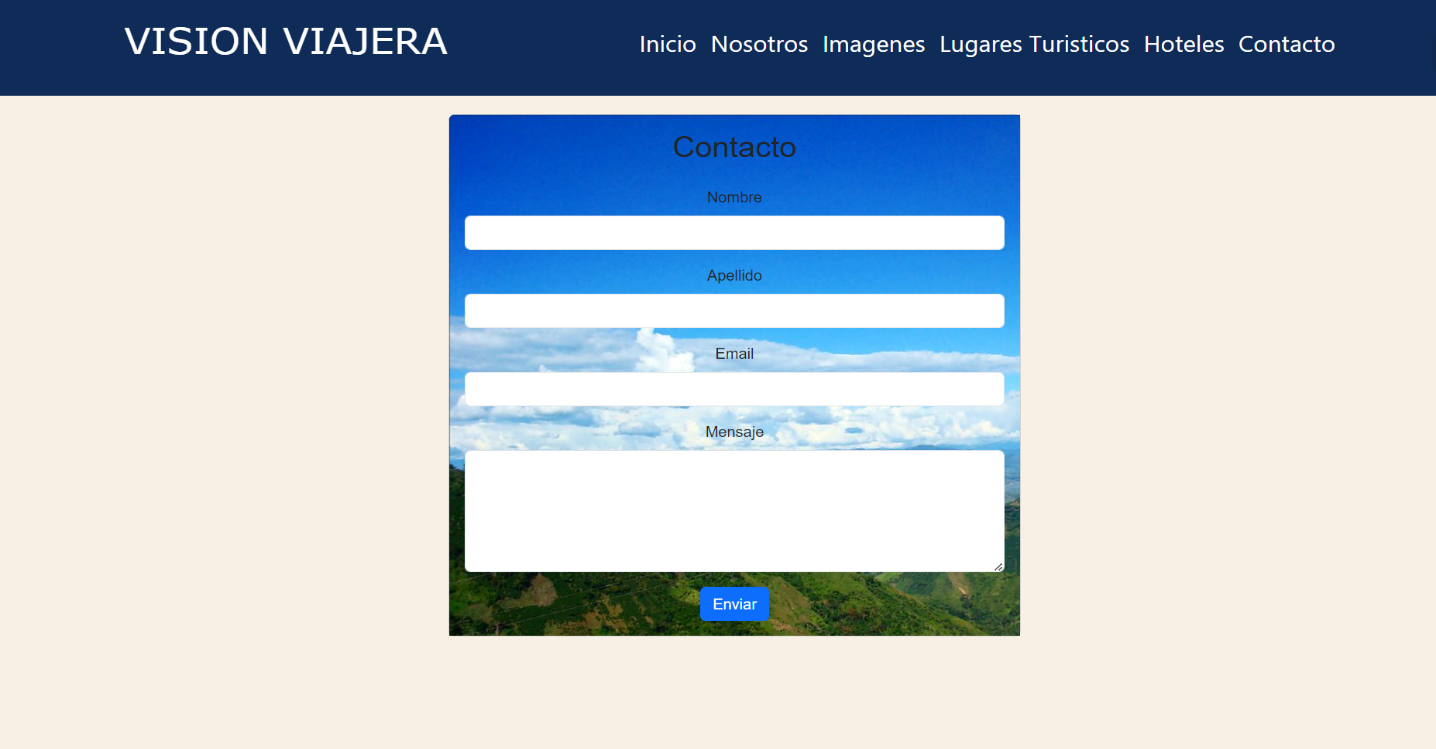 VISION VIAJERA
Inicio Nosotros Imagenes Lugares Turisticos Hoteles Contacto
Contacto
Nombre
Apellido
Email
Mensaje
Enviar